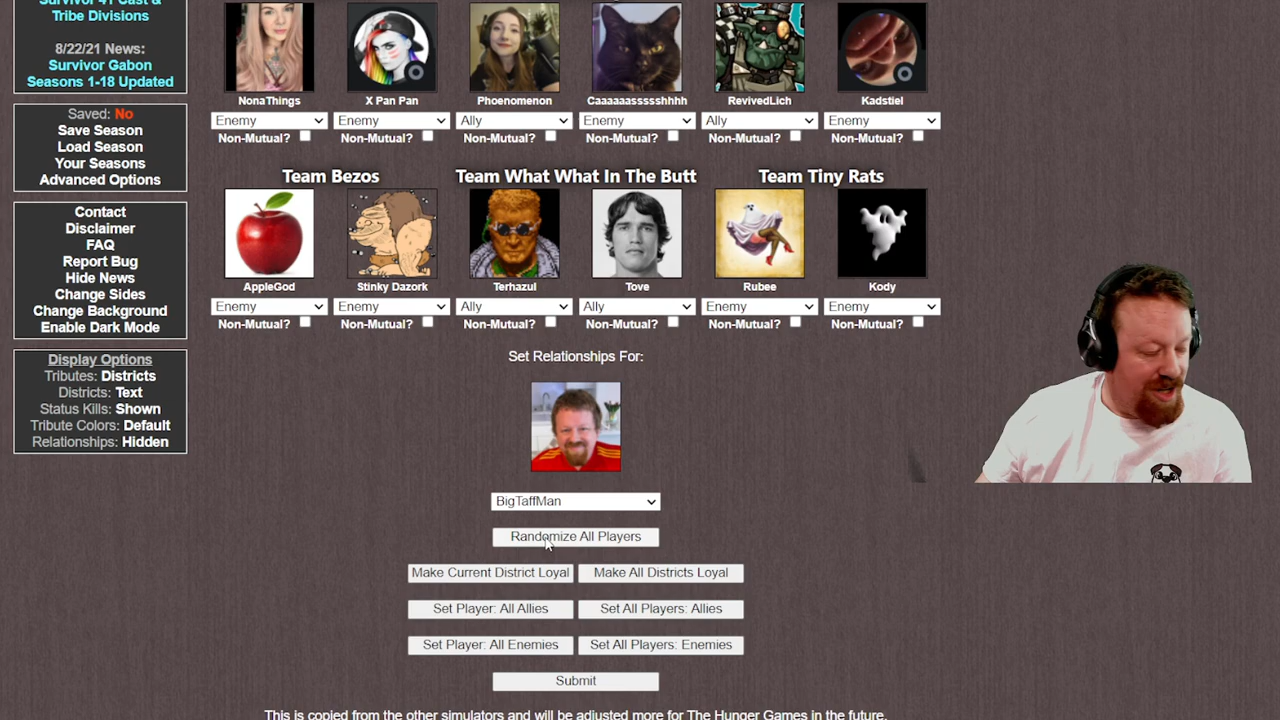 Survivor 41 Cast &
Tribe Divisions
8/22/21 News:
Survivor Gabon
Seasons 1-18 Updated
Saved: No
Save Season
Load Season
Your Seasons
Advanced Options
Contact
Disclaimer
FAQ
Report Bug
Hide News
Change Sides
Change Background
Enable Dark Mode
Display Options
Tributes: Districts
Districts: Text
Status Kills: Shown
Tribute Colors: Default
Relationships: Hidden
NonaThings X Pan Pan Phoenomenon Caaaaaassssshhhh RevivedLich Kadstiel
Enemy Enemy Ally Enemy Ally Enemy
Non-Mutual? Non-Mutual? Non-Mutual? Non-Mutual? Non-Mutual? Non-Mutual?
Team Bezos Team What What In The Butt Team Tiny Rats
AppleGod Stinky Dazork Terhazul Tove Rubee Kody
Enemy Enemy Ally Ally Enemy Enemy
Non-Mutual? Non-Mutual? Non-Mutual? Non-Mutual? Non-Mutual? Non-Mutual?
Set Relationships For:
BigTaffMan
Randomize All Players
Make Current District Loyal Make All Districts Loyal
Set Player: All Allies Set All Players: Allies
Set Player: All Enemies Set All Players: Enemies
Submit
This is copied from the other simulators and will be adjusted more for The Hunger Games in the future.